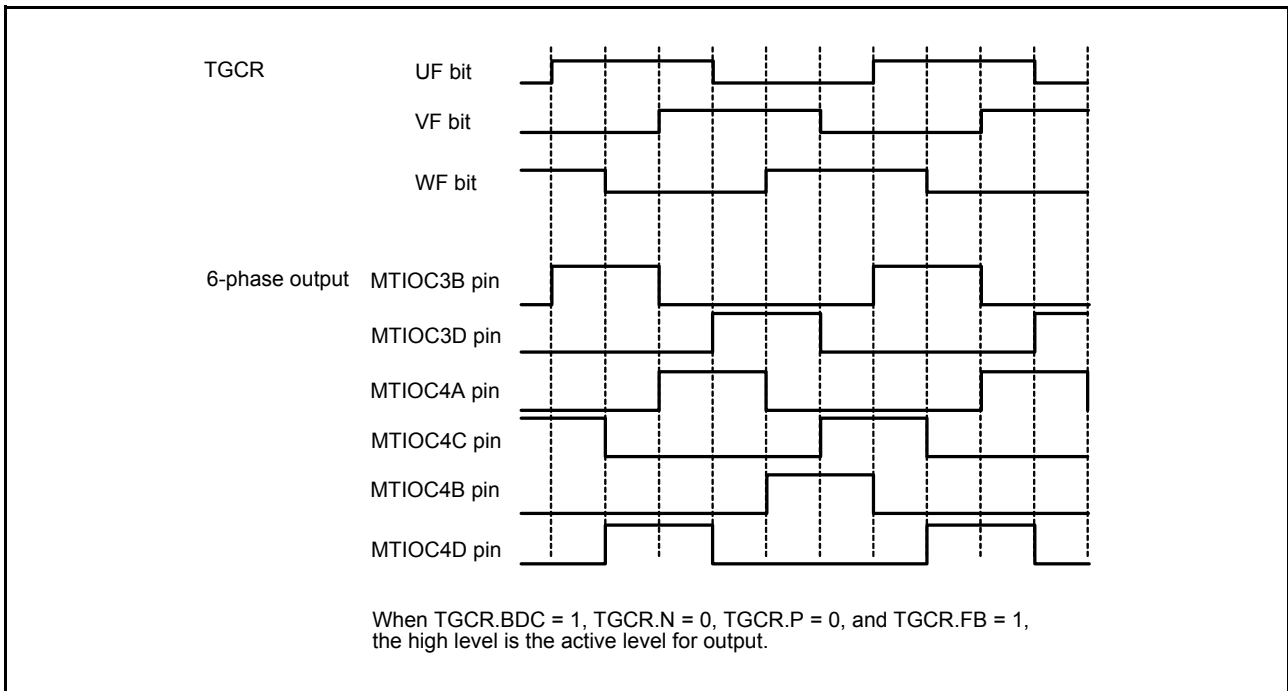 TGCR UF bit
VF bit
WF bit
6-phase output MTIOC3B pin
MTIOC3D pin
MTIOC4A pin
MTIOC4C pin
MTIOC4B pin
MTIOC4D pin
When TGCR.BDC = 1, TGCR.N = 0, TGCR.P = 0, and TGCR.FB = 1,
the high level is the active level for output.